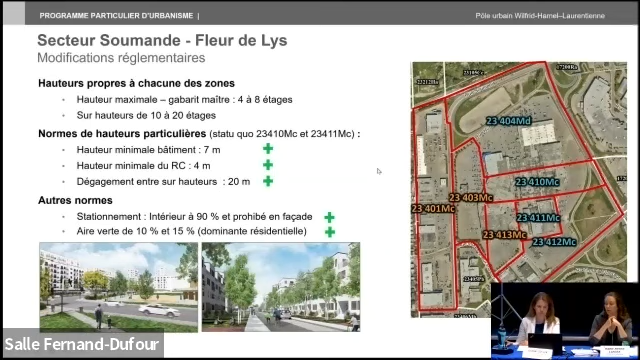 PROGRAMME PARTICULIER D'URBANISME |
Pôle urbain Wilfrid-Hamel–Laurentienne
Secteur Soumande - Fleur de Lys
Modifications réglementaires
Hauteurs propres à chacune des zones
• Hauteur maximale – gabarit maître : 4 à 8 étages
• Sur hauteurs de 10 à 20 étages
Normes de hauteurs particulières (statu quo 23410Mc et 23411Mc) :
• Hauteur minimale bâtiment : 7 m
• Hauteur minimale du RC : 4 m
• Dégagement entre sur hauteurs : 20 m
Autres normes
• Stationnement : Intérieur à 90 % et prohibé en façade
• Aire verte de 10 % et 15 % (dominante résidentielle)
23 404Md
23 410Mc
23 403Mc
23 401Mc
23 411Mc
23 413Mc
23 412Mc
Salle Fernand-Dufour